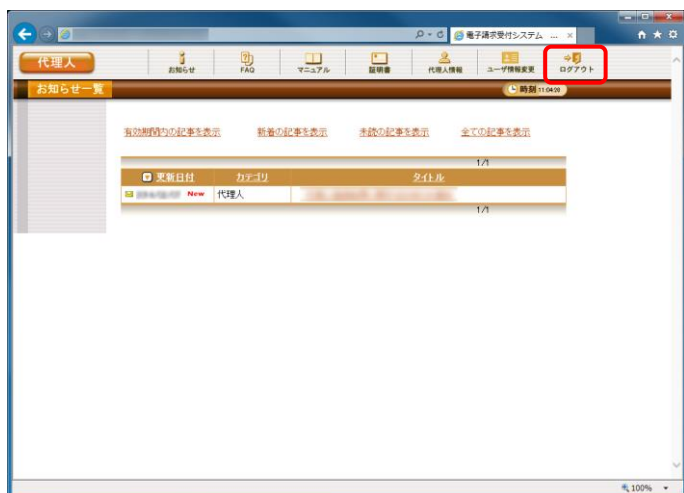 電子請求受付システム ...
代理人
お知らせ
FAQ
マニュアル
証明書
代理人情報
ユーザ情報変更
ログアウト
お知らせ一覧
時刻 11:04:20
有効期間内の記事を表示 新着の記事を表示 未読の記事を表示 全ての記事を表示
1/1
更新日付 カテゴリ タイトル
New 代理人
1/1
100%